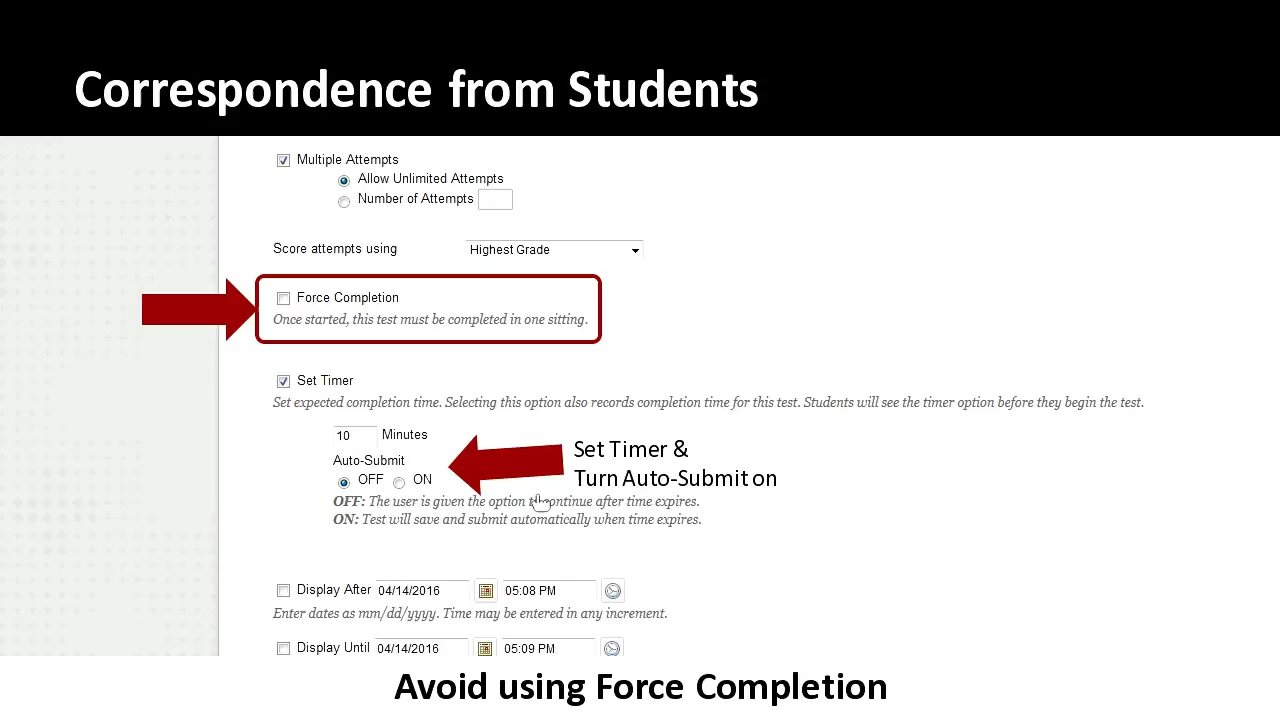 Correspondence from Students
Multiple Attempts
Allow Unlimited Attempts
Number of Attempts
Score attempts using Highest Grade
Force Completion
Once started, this test must be completed in one sitting.
Set Timer
Set expected completion time. Selecting this option also records completion time for this test. Students will see the timer option before they begin the test.
10 Minutes
Auto-Submit
OFF ON
Set Timer &
Turn Auto-Submit on
OFF: The user is given the option to continue after time expires.
ON: Test will save and submit automatically when time expires.
Display After 04/14/2016 05:08 PM
Enter dates as mm/dd/yyyy. Time may be entered in any increment.
Display Until 04/14/2016 05:09 PM
Avoid using Force Completion